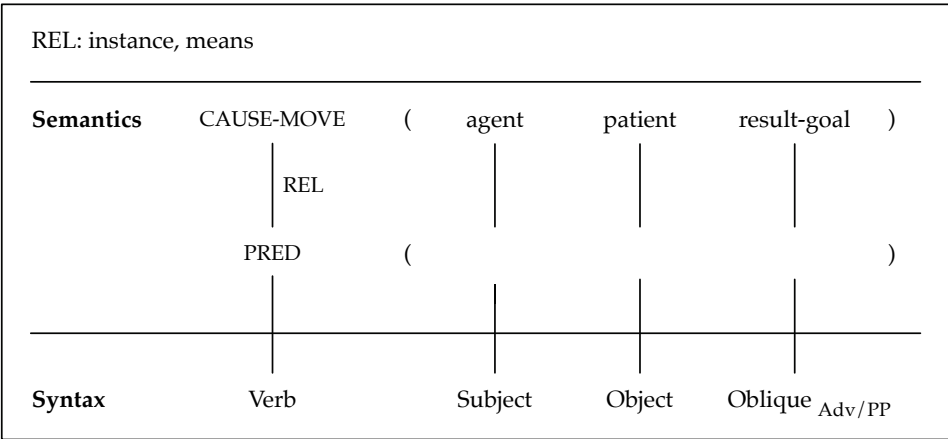 REL: instance, means
Semantics CAUSE-MOVE ( agent patient result-goal )
REL
PRED ( )
Syntax Verb Subject Object Oblique Adv/PP